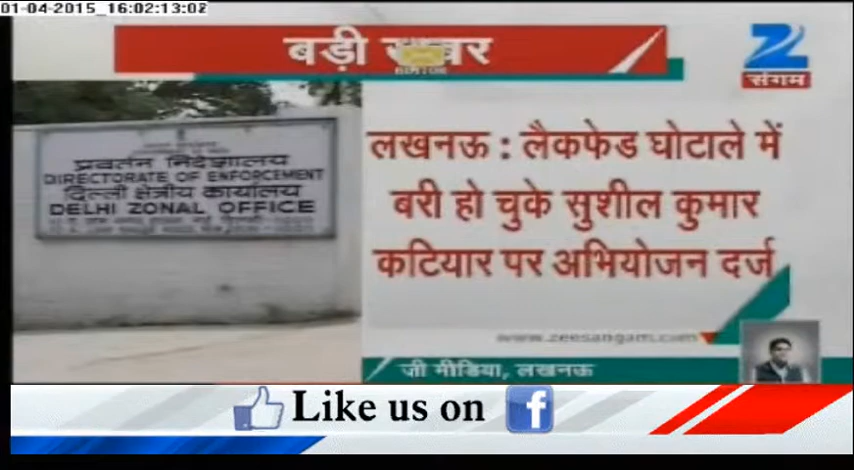 01-04-2015_16:02:13:02
बड़ी खबर
संगम
प्रवर्तन निदेशालय
DIRECTORATE OF ENFORCEMENT
दिल्ली क्षेत्रीय कार्यालय
DELHI ZONAL OFFICE
लखनऊ : लैकफेड घोटाले में
बरी हो चुके सुशील कुमार
कटियार पर अभियोजन दर्ज
www.zeesangam.com
ज़ी मीडिया, लखनऊ
Like us on f